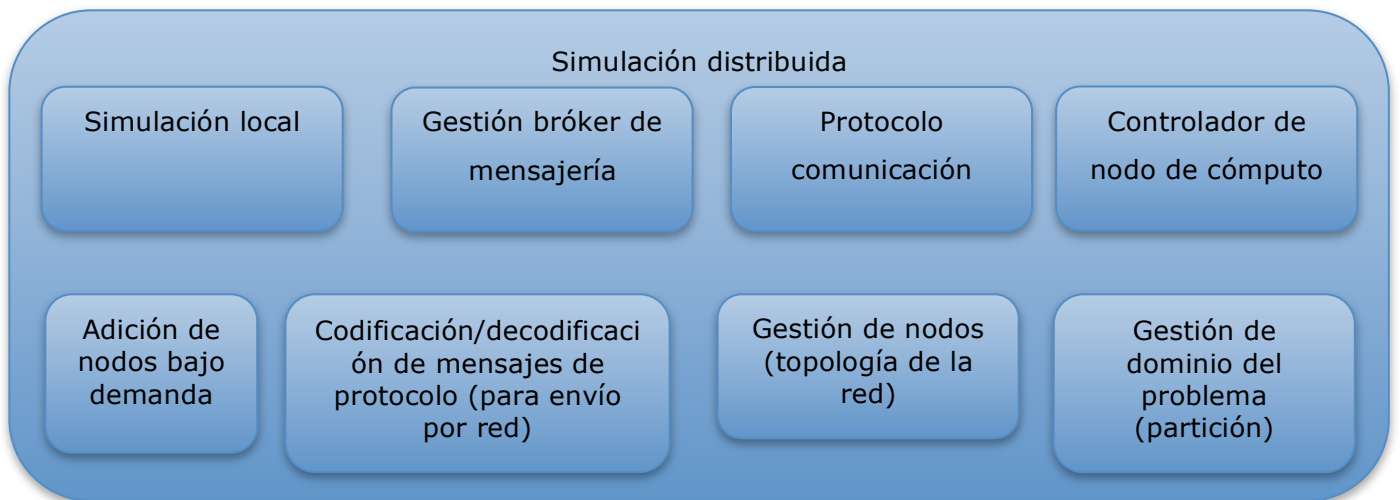 Simulación distribuida
Simulación local
Gestión bróker de
mensajería
Protocolo
comunicación
Controlador de
nodo de cómputo
Adición de
nodos bajo
demanda
Codificación/decodificaci
ón de mensajes de
protocolo (para envío
por red)
Gestión de nodos
(topología de la
red)
Gestión de
dominio del
problema
(partición)